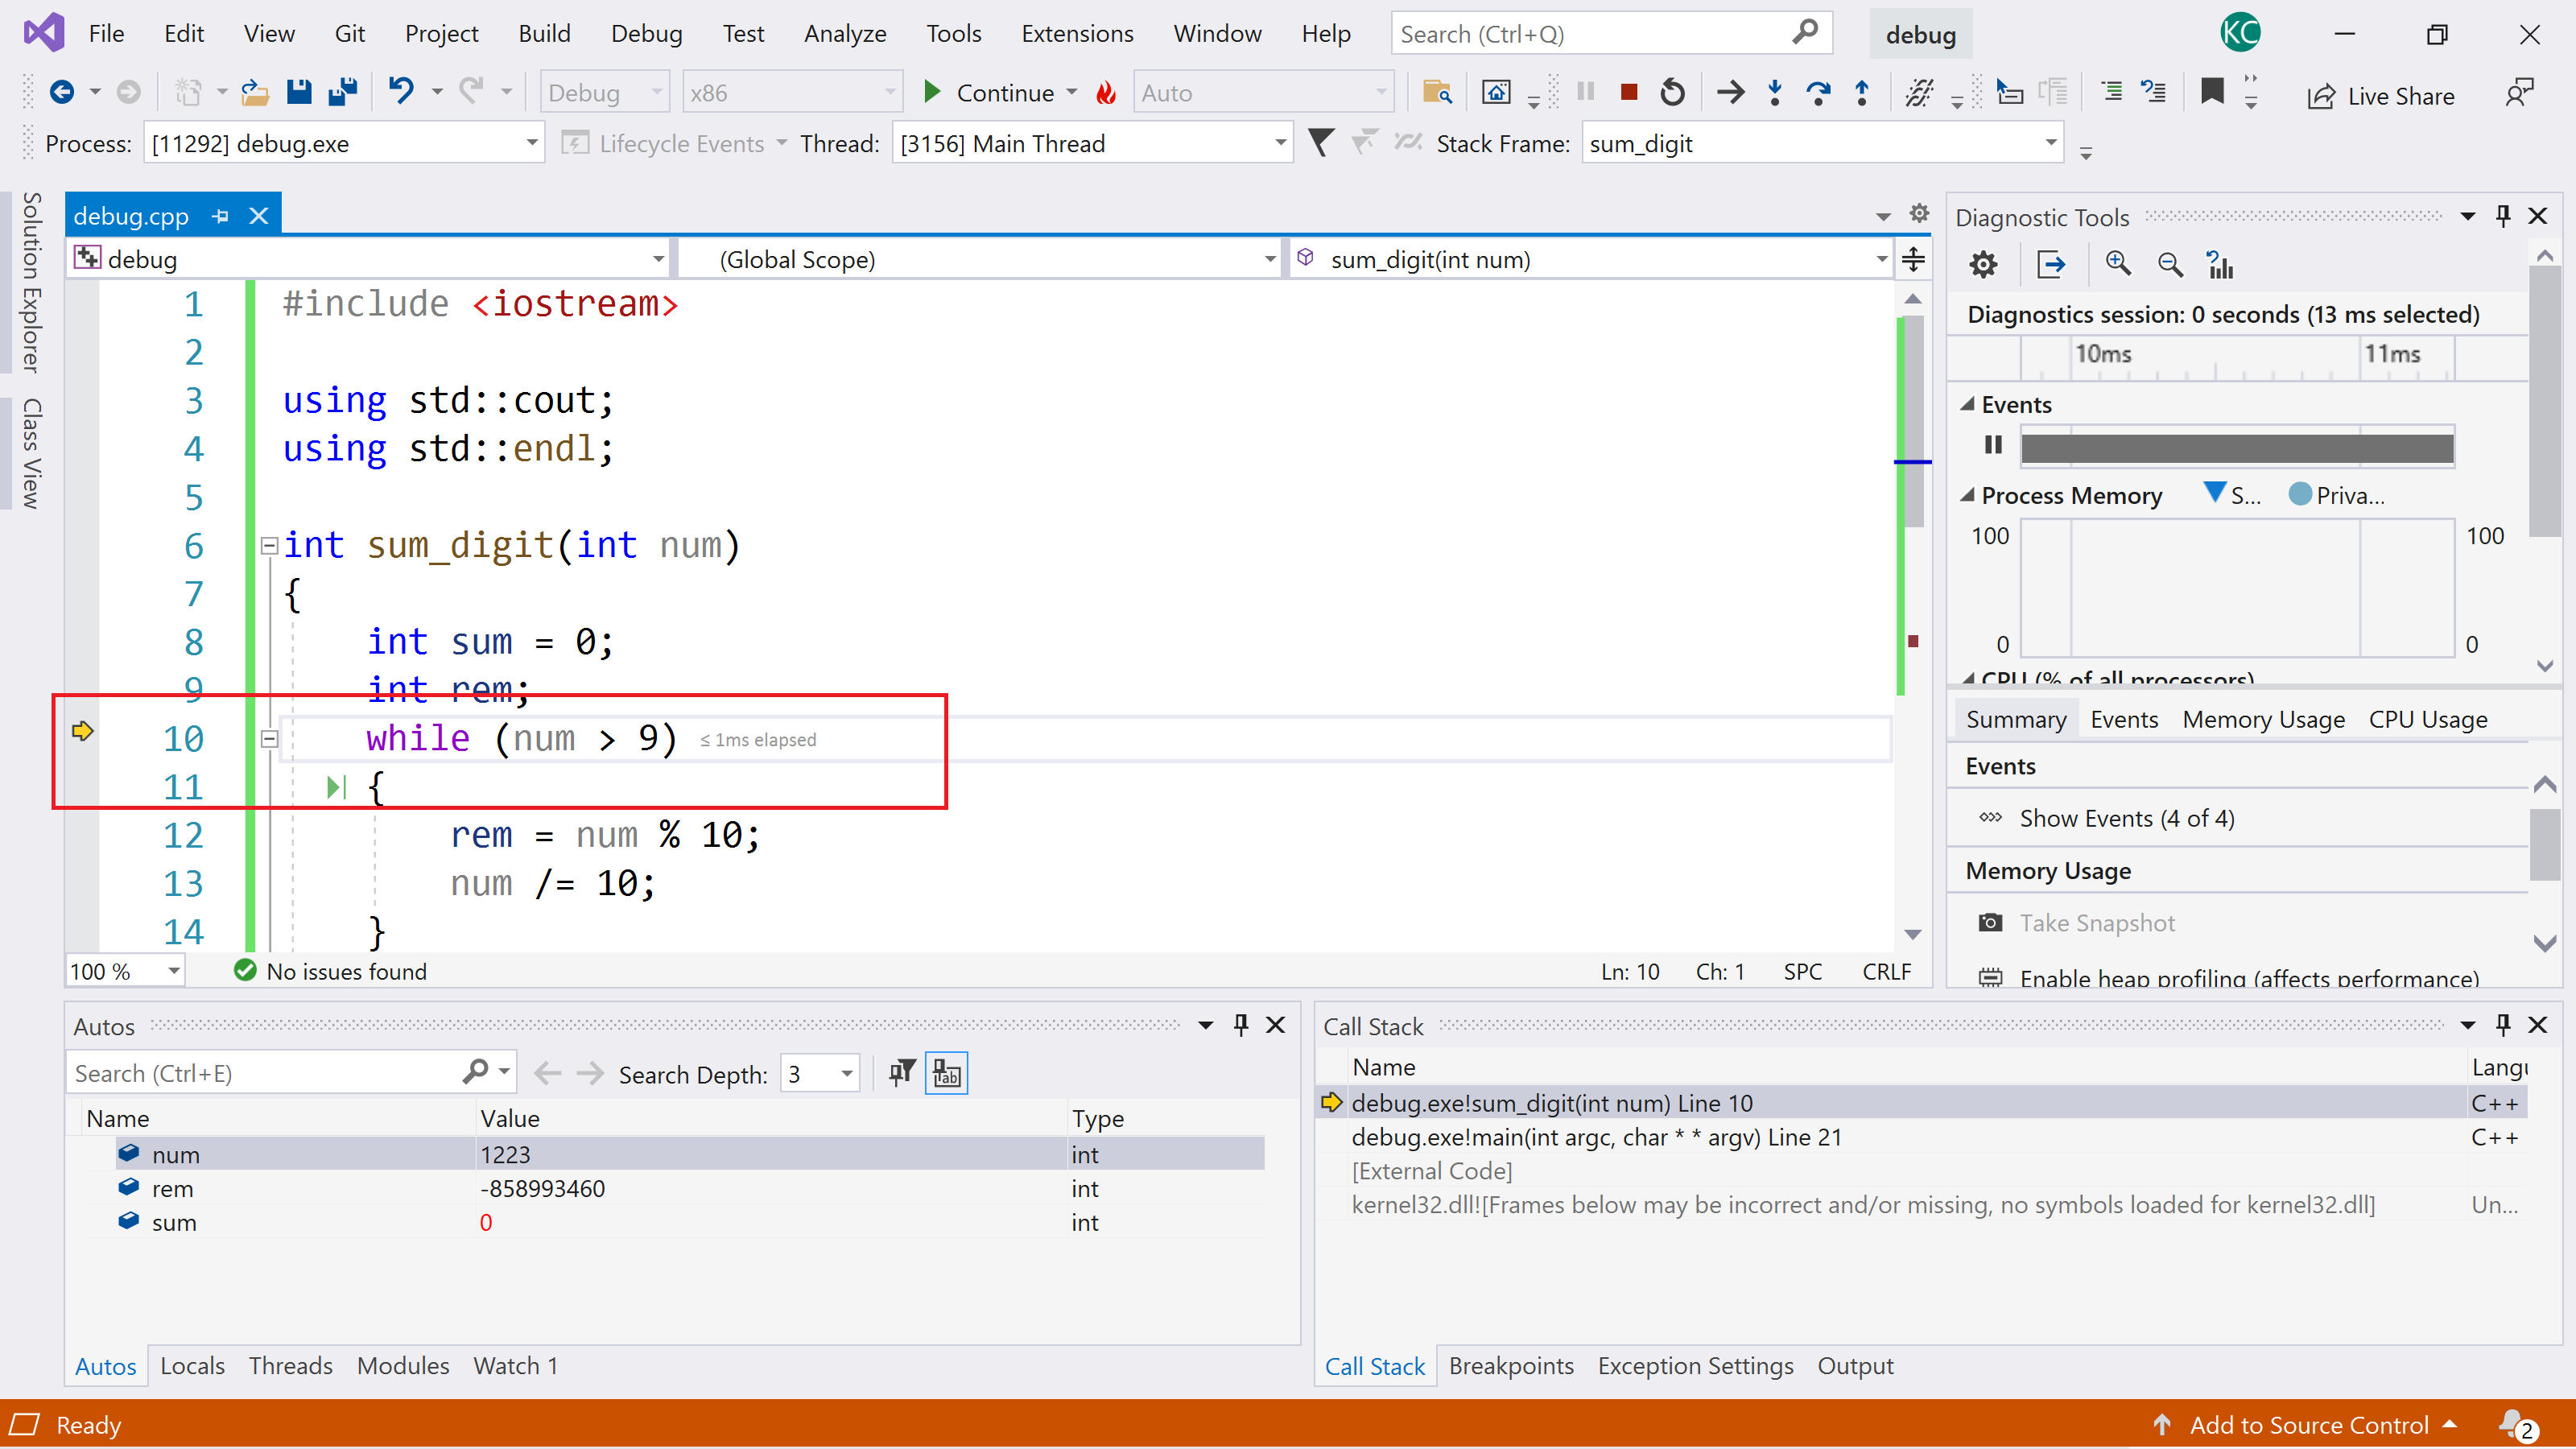 File Edit View Git Project Build Debug Test Analyze Tools Extensions Window Help Search (Ctrl+Q) debug KC
Debug x86 Continue Auto Live Share
Process: [11292] debug.exe Lifecycle Events Thread: [3156] Main Thread Stack Frame: sum_digit
Solution Explorer
Class View
debug.cpp
debug (Global Scope) sum_digit(int num)
1 #include <iostream>
2
3 using std::cout;
4 using std::endl;
5
6 int sum_digit(int num)
7 {
8 int sum = 0;
9 int rem;
10 while (num > 9) ≤ 1ms elapsed
11 {
12 rem = num % 10;
13 num /= 10;
14 }
100 % No issues found Ln: 10 Ch: 1 SPC CRLF
Diagnostic Tools
Diagnostics session: 0 seconds (13 ms selected)
10ms 11ms
Events
Process Memory S... Priva...
100 100
0 0
CPU (% of all processors)
Summary Events Memory Usage CPU Usage
Events
Show Events (4 of 4)
Memory Usage
Take Snapshot
Enable heap profiling (affects performance)
Autos
Search (Ctrl+E) Search Depth: 3
Name Value Type
num 1223 int
rem -858993460 int
sum 0 int
Autos Locals Threads Modules Watch 1
Call Stack
Name Langu
debug.exe!sum_digit(int num) Line 10 C++
debug.exe!main(int argc, char * * argv) Line 21 C++
[External Code]
kernel32.dll![Frames below may be incorrect and/or missing, no symbols loaded for kernel32.dll] Un...
Call Stack Breakpoints Exception Settings Output
Ready Add to Source Control 2